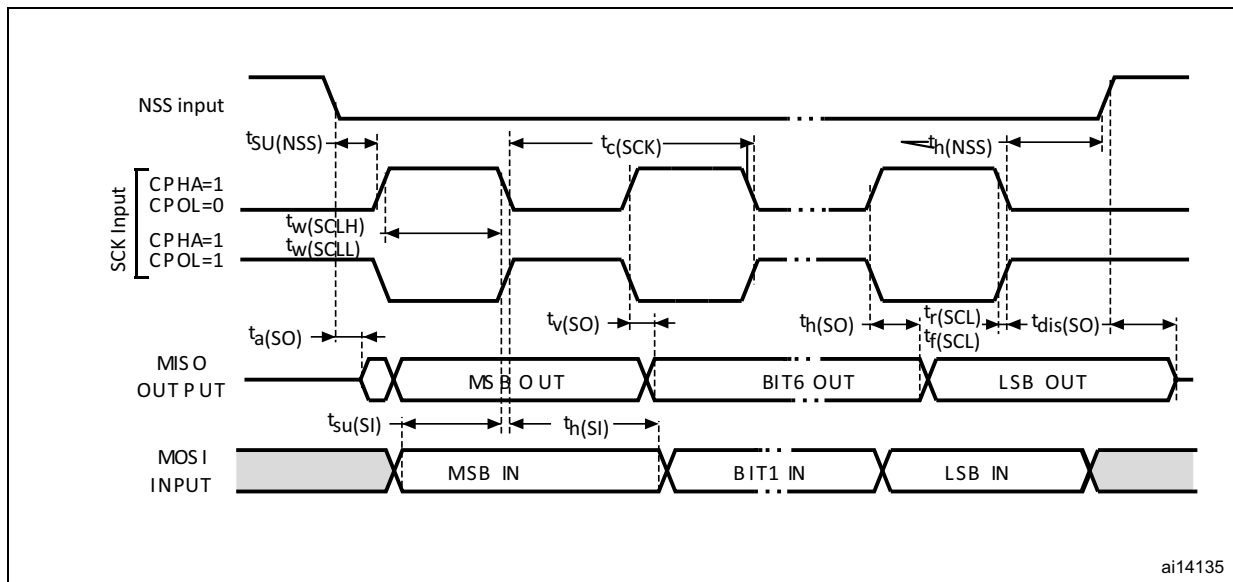 NSS input
tSU(NSS)
tc(SCK)
th(NSS)
SCK Input
CPHA=1
CPOL=0
tw(SCLH)
tw(SCLL)
CPHA=1
CPOL=1
ta(SO)
tv(SO)
th(SO)
tr(SCL)
tf(SCL)
tdis(SO)
MISO
OUTPUT
MSB OUT
BIT6 OUT
LSB OUT
tsu(SI)
th(SI)
MOSI
INPUT
MSB IN
BIT1 IN
LSB IN
ai14135